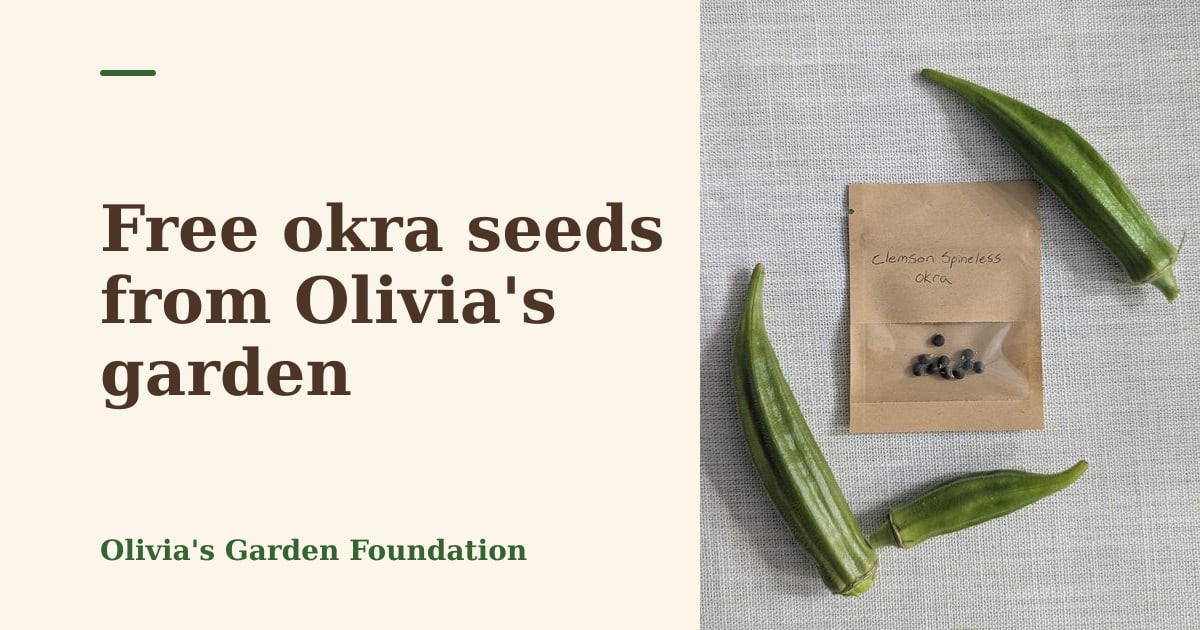 Free okra seeds
from Olivia's
garden
Olivia's Garden Foundation
Clemson Spineless
Okra